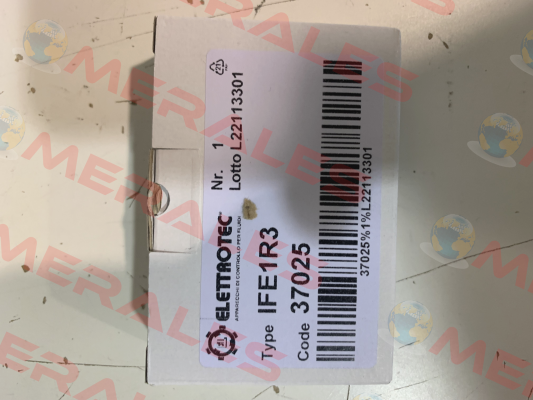 ELETTROTEC
APPARECCHI DI CONTROLLO PER FLUIDI
Nr. 1
Lotto L22113301
Type IFE1R3
Code 37025
37025%1%L22113301
MERALES
MERALES
MERALES